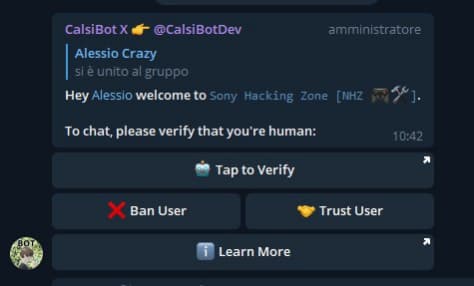 CalsiBot X 👉 @CalsiBotDev amministratore
Alessio Crazy
si è unito al gruppo
Hey Alessio welcome to Sony Hacking Zone [NHZ 🎮🛠].
To chat, please verify that you're human:
10:42
Tap to Verify
❌ Ban User
🤝 Trust User
ℹ️ Learn More
BOT